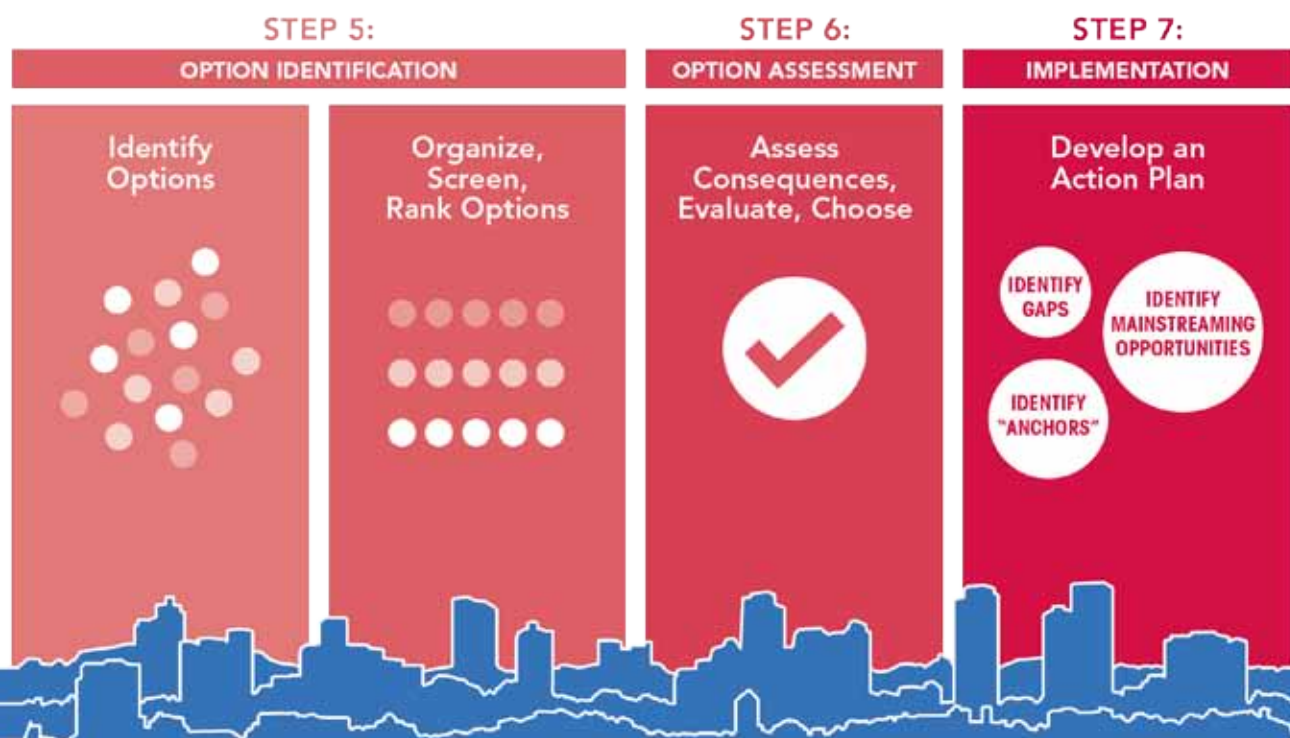 STEP 5:
OPTION IDENTIFICATION
Identify
Options
Organize,
Screen,
Rank Options
STEP 6:
OPTION ASSESSMENT
Assess
Consequences,
Evaluate, Choose
STEP 7:
IMPLEMENTATION
Develop an
Action Plan
IDENTIFY
GAPS
IDENTIFY
MAINSTREAMING
OPPORTUNITIES
IDENTIFY
"ANCHORS"